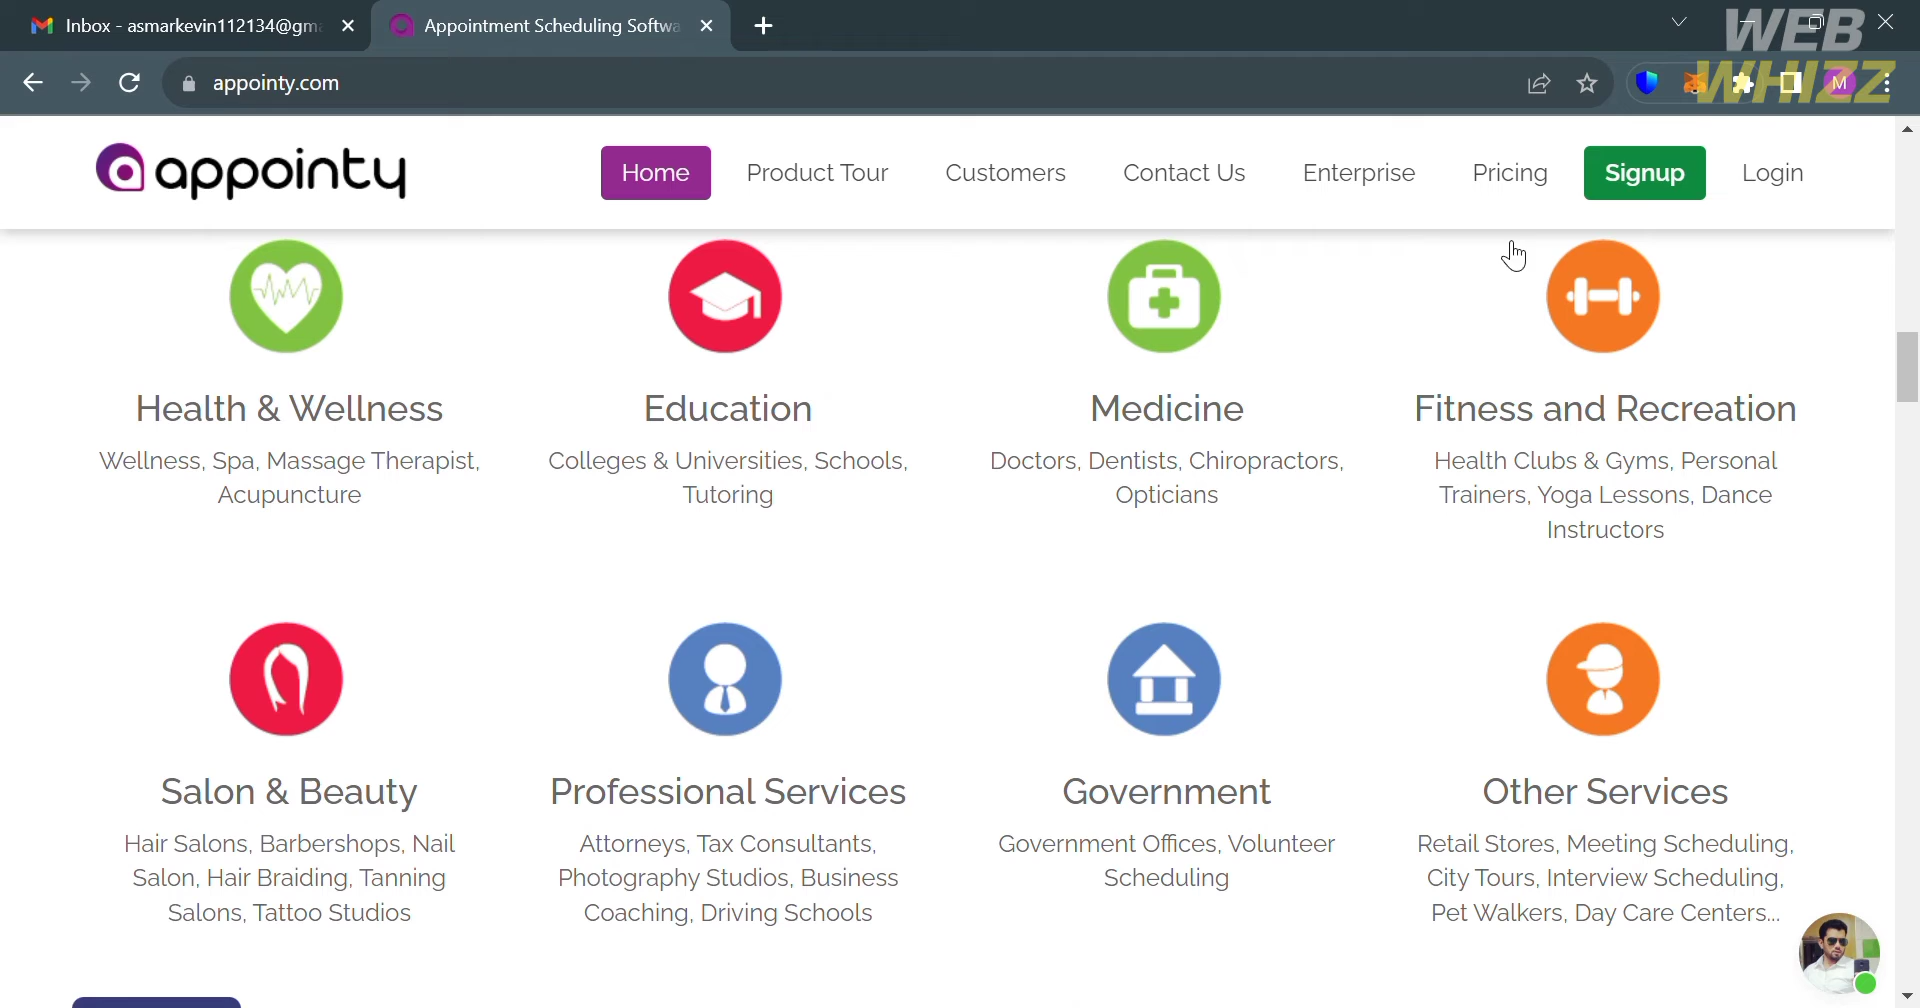 Inbox - asmarkevin112134@gm
Appointment Scheduling Softwa
WEB
WHIZZ
appointy.com
M
appointy
Home
Product Tour
Customers
Contact Us
Enterprise
Pricing
Signup
Login
Health & Wellness
Wellness, Spa, Massage Therapist,
Acupuncture
Education
Colleges & Universities, Schools,
Tutoring
Medicine
Doctors, Dentists, Chiropractors,
Opticians
Fitness and Recreation
Health Clubs & Gyms, Personal
Trainers, Yoga Lessons, Dance
Instructors
Salon & Beauty
Hair Salons, Barbershops, Nail
Salon, Hair Braiding, Tanning
Salons, Tattoo Studios
Professional Services
Attorneys, Tax Consultants,
Photography Studios, Business
Coaching, Driving Schools
Government
Government Offices, Volunteer
Scheduling
Other Services
Retail Stores, Meeting Scheduling,
City Tours, Interview Scheduling,
Pet Walkers, Day Care Centers...